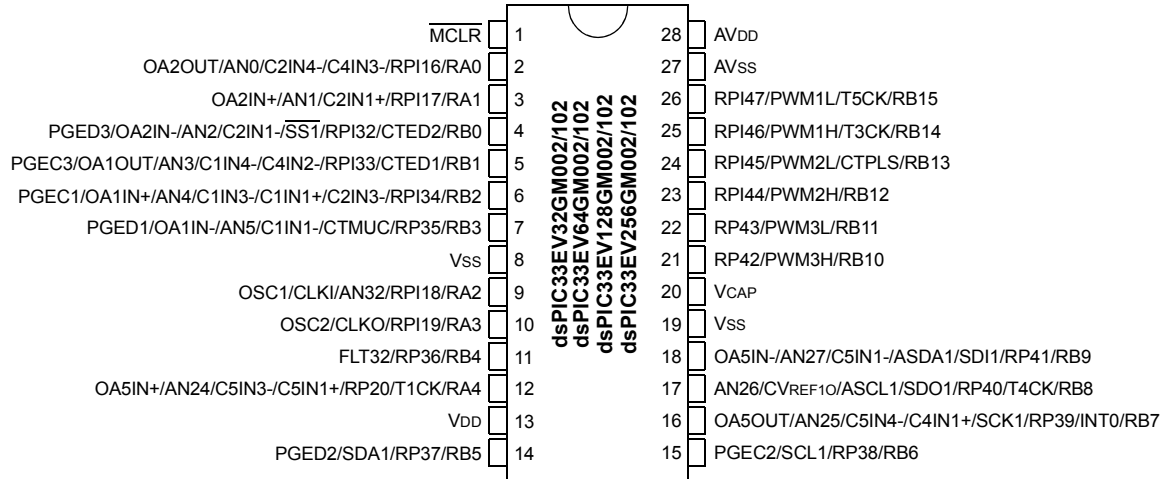 MCLR 1
OA2OUT/AN0/C2IN4-/C4IN3-/RPI16/RA0 2
OA2IN+/AN1/C2IN1+/RPI17/RA1 3
PGED3/OA2IN-/AN2/C2IN1-/SS1/RPI32/CTED2/RB0 4
PGEC3/OA1OUT/AN3/C1IN4-/C4IN2-/RPI33/CTED1/RB1 5
PGEC1/OA1IN+/AN4/C1IN3-/C1IN1+/C2IN3-/RPI34/RB2 6
PGED1/OA1IN-/AN5/C1IN1-/CTMUC/RP35/RB3 7
VSS 8
OSC1/CLKI/AN32/RPI18/RA2 9
OSC2/CLKO/RPI19/RA3 10
FLT32/RP36/RB4 11
OA5IN+/AN24/C5IN3-/C5IN1+/RP20/T1CK/RA4 12
VDD 13
PGED2/SDA1/RP37/RB5 14
dsPIC33EV32GM002/102
dsPIC33EV64GM002/102
dsPIC33EV128GM002/102
dsPIC33EV256GM002/102
28 AVDD
27 AVSS
26 RPI47/PWM1L/T5CK/RB15
25 RPI46/PWM1H/T3CK/RB14
24 RPI45/PWM2L/CTPLS/RB13
23 RPI44/PWM2H/RB12
22 RP43/PWM3L/RB11
21 RP42/PWM3H/RB10
20 VCAP
19 VSS
18 OA5IN-/AN27/C5IN1-/ASDA1/SDI1/RP41/RB9
17 AN26/CVREF1O/ASCL1/SDO1/RP40/T4CK/RB8
16 OA5OUT/AN25/C5IN4-/C4IN1+/SCK1/RP39/INT0/RB7
15 PGEC2/SCL1/RP38/RB6